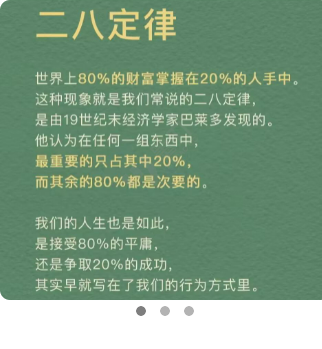 二八定律
世界上80%的财富掌握在20%的人手中。
这种现象就是我们常说的二八定律,
是由19世纪末经济学家巴莱多发现的。
他认为在任何一组东西中,
最重要的只占其中20%,
而其余的80%都是次要的。
我们的人生也是如此,
是接受80%的平庸,
还是争取20%的成功,
其实早就写在了我们的行为方式里。